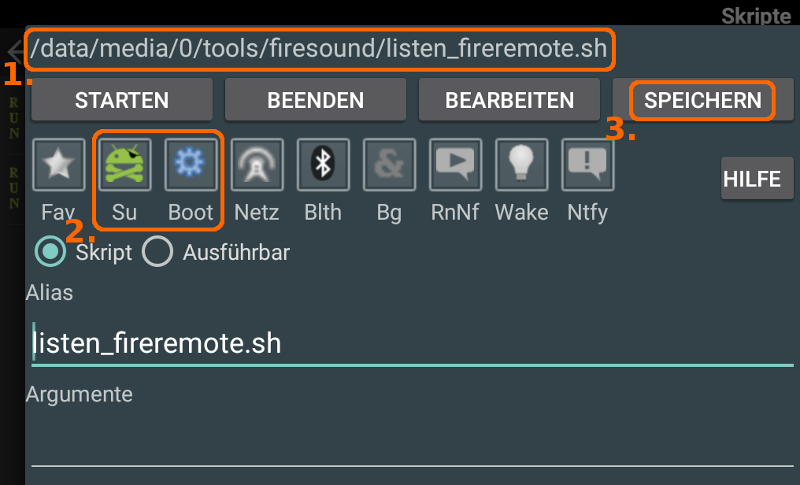 Skripte
/data/media/0/tools/firesound/listen_fireremote.sh
1.
RUN
RUN
STARTEN BEENDEN BEARBEITEN SPEICHERN
3.
&
Fav Su Boot Netz Blth Bg RnNf Wake Ntfy
HILFE
2.
Skript Ausführbar
Alias
listen_fireremote.sh
Argumente